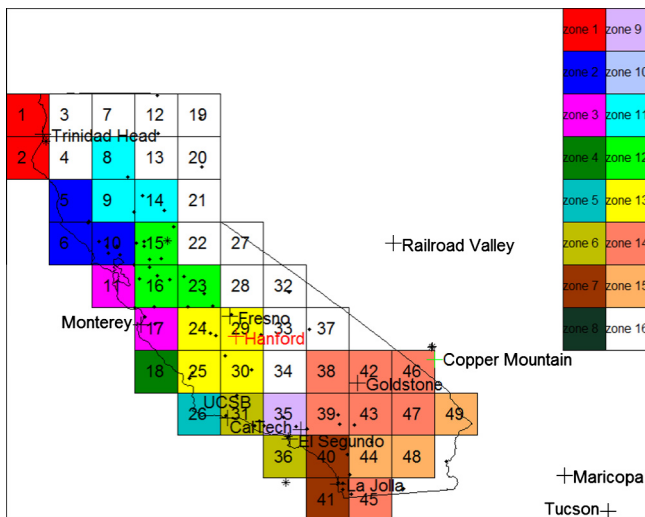 zone 1 zone 9
zone 2 zone 10
1 3 7 12 19 zone 3 zone 11
Trinidad Head
2 4 8 13 20 zone 4 zone 12
5 9 14 21 zone 5 zone 13
6 10 15 22 27 Railroad Valley zone 6 zone 14
11 16 23 28 32 zone 7 zone 15
Monterey 17 24 29 33 37 zone 8 zone 16
Fresno
Hanford
18 25 30 34 38 42 46 Copper Mountain
Goldstone
UCSB
26 31 35 39 43 47 49
CalTech
El Segundo
36 40 44 48
Maricopa
La Jolla
41 45
Tucson